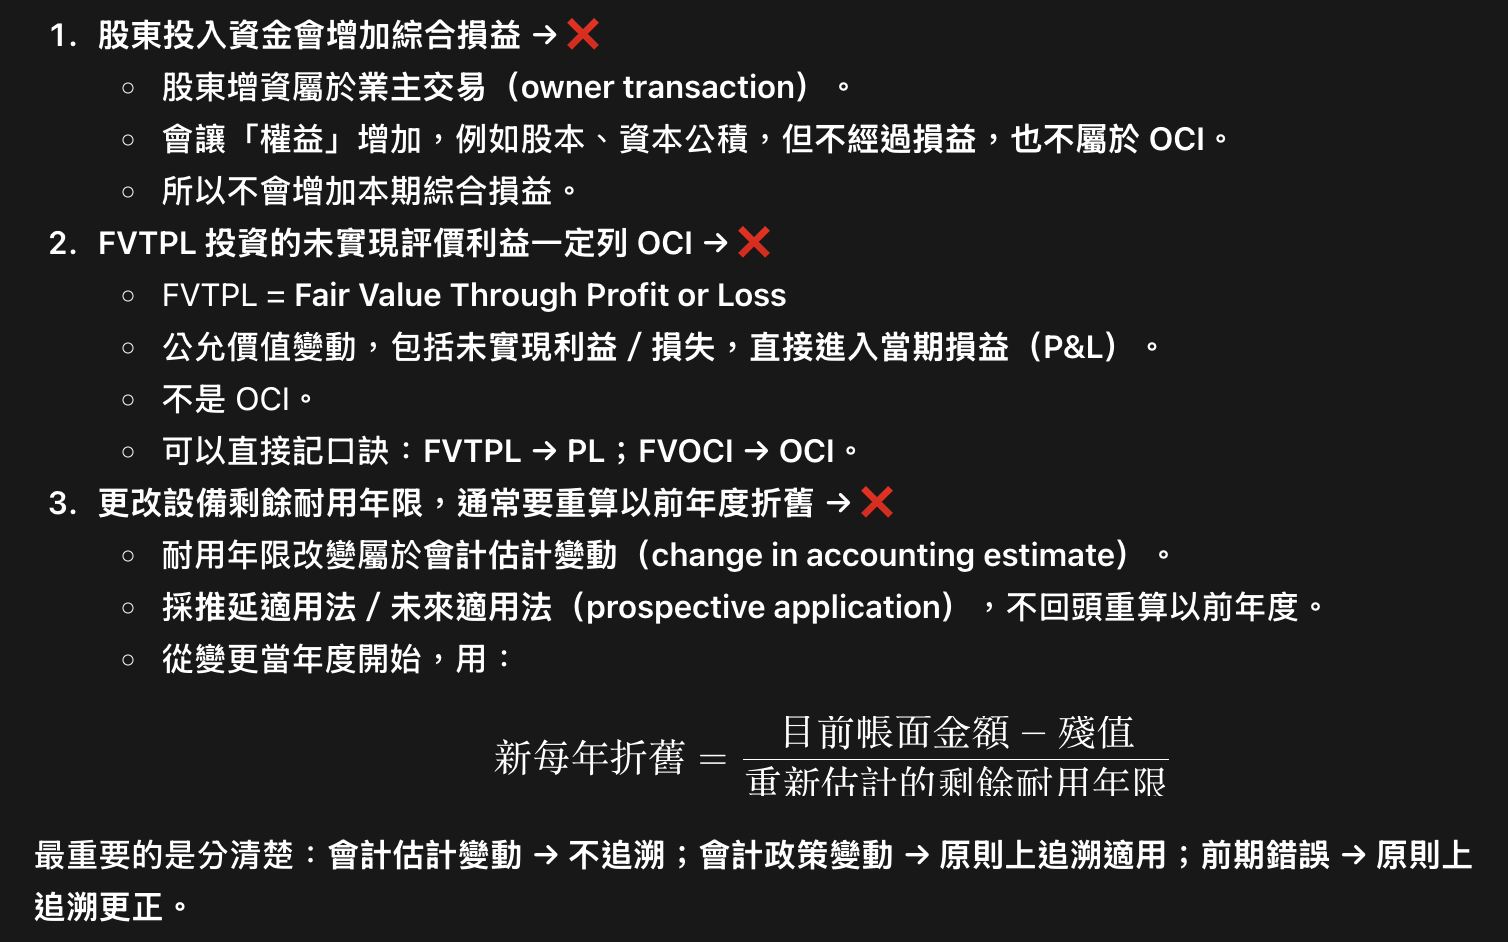 1. 股東投入資金會增加綜合損益 → ❌
○ 股東增資屬於業主交易（owner transaction）。
○ 會讓「權益」增加，例如股本、資本公積，但不經過損益，也不屬於 OCI。
○ 所以不會增加本期綜合損益。
2. FVTPL 投資的未實現評價利益一定列 OCI → ❌
○ FVTPL = Fair Value Through Profit or Loss
○ 公允價值變動，包括未實現利益 / 損失，直接進入當期損益（P&L）。
○ 不是 OCI。
○ 可以直接記口訣：FVTPL → PL；FVOCI → OCI。
3. 更改設備剩餘耐用年限，通常要重算以前年度折舊 → ❌
○ 耐用年限改變屬於會計估計變動（change in accounting estimate）。
○ 採推延適用法 / 未來適用法（prospective application），不回頭重算以前年度。
○ 從變更當年度開始，用：
目前帳面金額 − 殘值
新每年折舊 =
重新估計的剩餘耐用年限
最重要的是分清楚：會計估計變動 → 不追溯；會計政策變動 → 原則上追溯適用；前期錯誤 → 原則上
追溯更正。